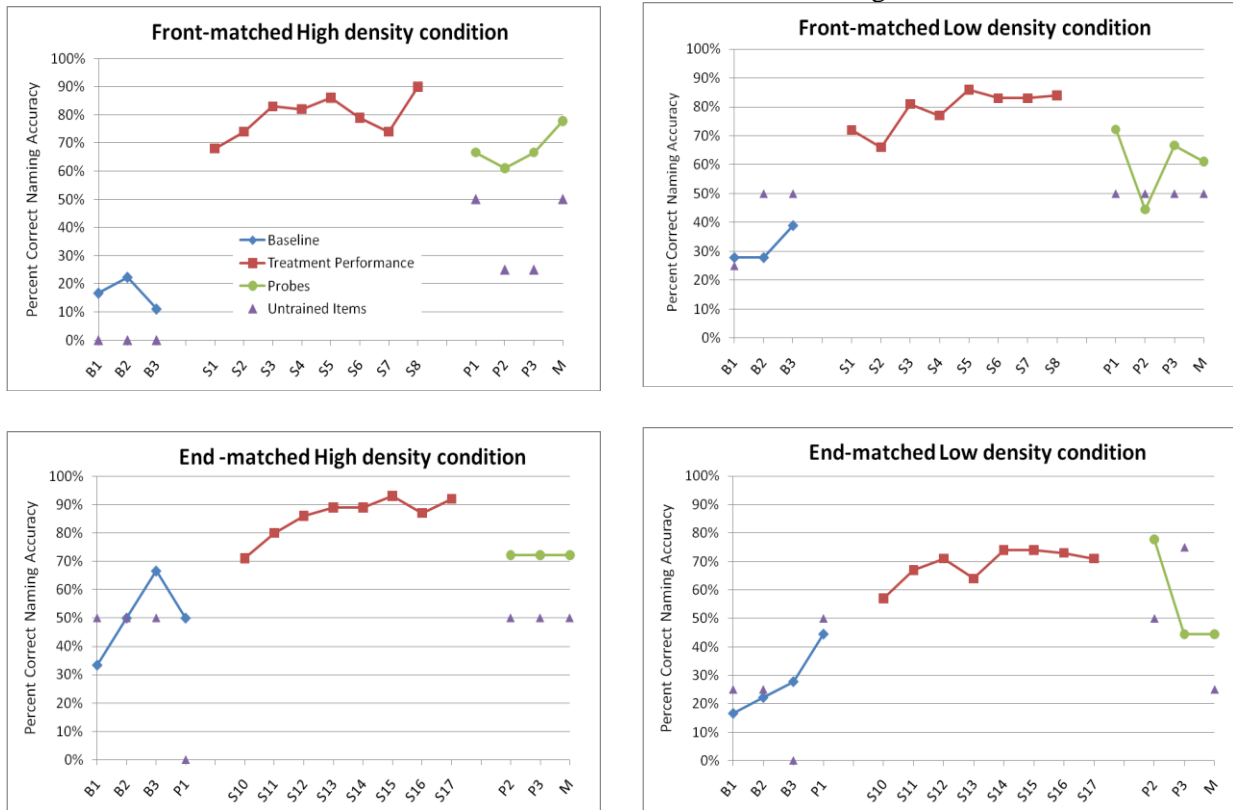 Front-matched High density condition
Percent Correct Naming Accuracy
100%
90%
80%
70%
60%
50%
40%
30%
20%
10%
0%
Baseline
Treatment Performance
Probes
Untrained Items
B1 B2 B3 S1 S2 S3 S4 S5 S6 S7 S8 P1 P2 P3 M
Front-matched Low density condition
Percent Correct Naming Accuracy
100%
90%
80%
70%
60%
50%
40%
30%
20%
10%
0%
B1 B2 B3 S1 S2 S3 S4 S5 S6 S7 S8 P1 P2 P3 M
End -matched High density condition
Percent Correct Naming Accuracy
100%
90%
80%
70%
60%
50%
40%
30%
20%
10%
0%
B1 B2 B3 P1 S10 S11 S12 S13 S14 S15 S16 S17 P2 P3 M
End-matched Low density condition
Percent Correct Naming Accuracy
100%
90%
80%
70%
60%
50%
40%
30%
20%
10%
0%
B1 B2 B3 P1 S10 S11 S12 S13 S14 S15 S16 S17 P2 P3 M